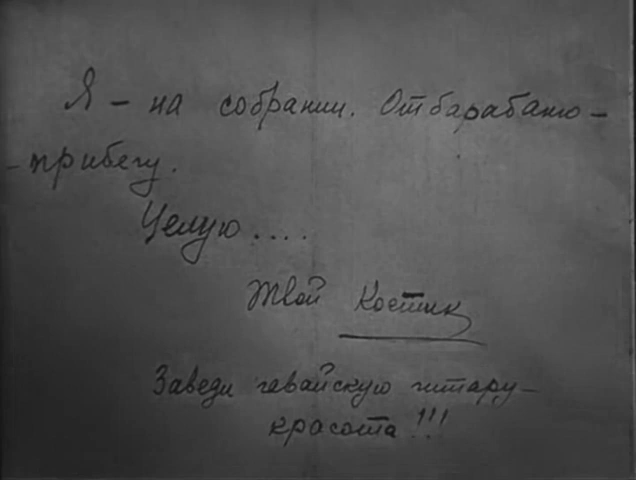 Я – на собрании. Отбарабаню –
– прибегу.
Целую....
Твой Костик
Заведи гавайскую гитару –
красота!!!